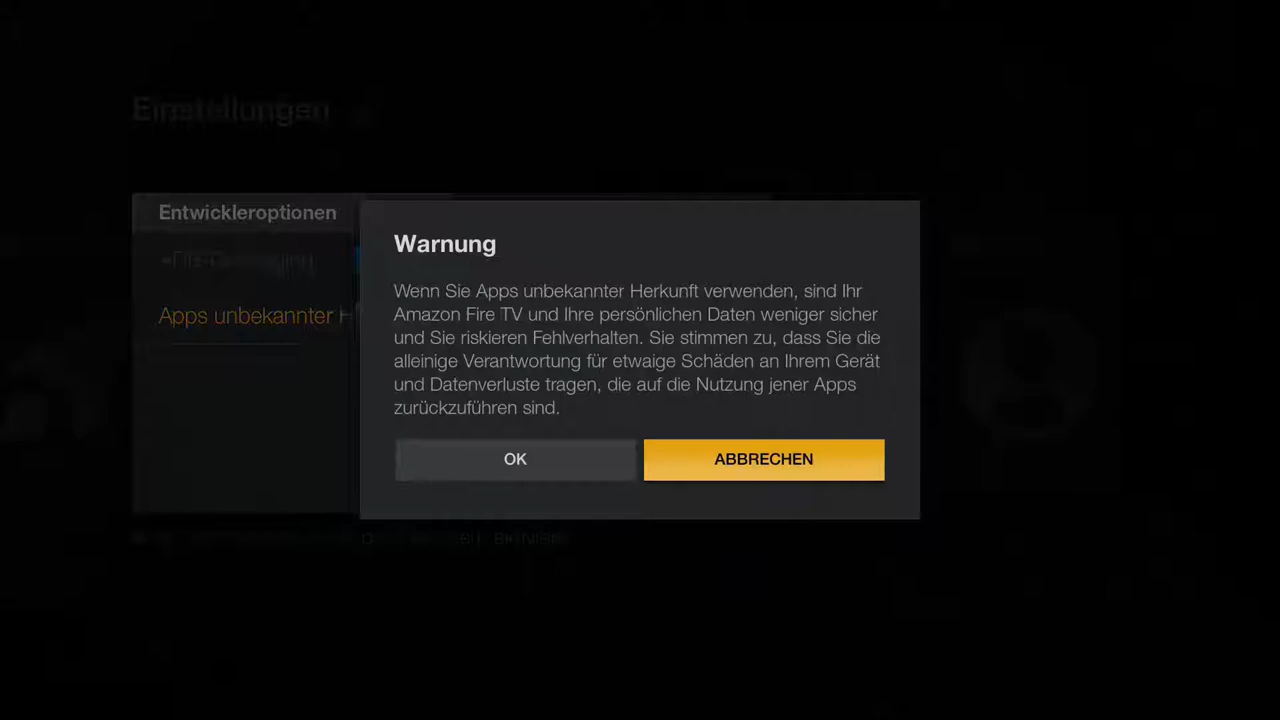 Einstellungen
Entwickleroptionen
Apps unbekannter H
Warnung
Wenn Sie Apps unbekannter Herkunft verwenden, sind Ihr
Amazon Fire TV und Ihre persönlichen Daten weniger sicher
und Sie riskieren Fehlverhalten. Sie stimmen zu, dass Sie die
alleinige Verantwortung für etwaige Schäden an Ihrem Gerät
und Datenverluste tragen, die auf die Nutzung jener Apps
zurückzuführen sind.
OK
ABBRECHEN